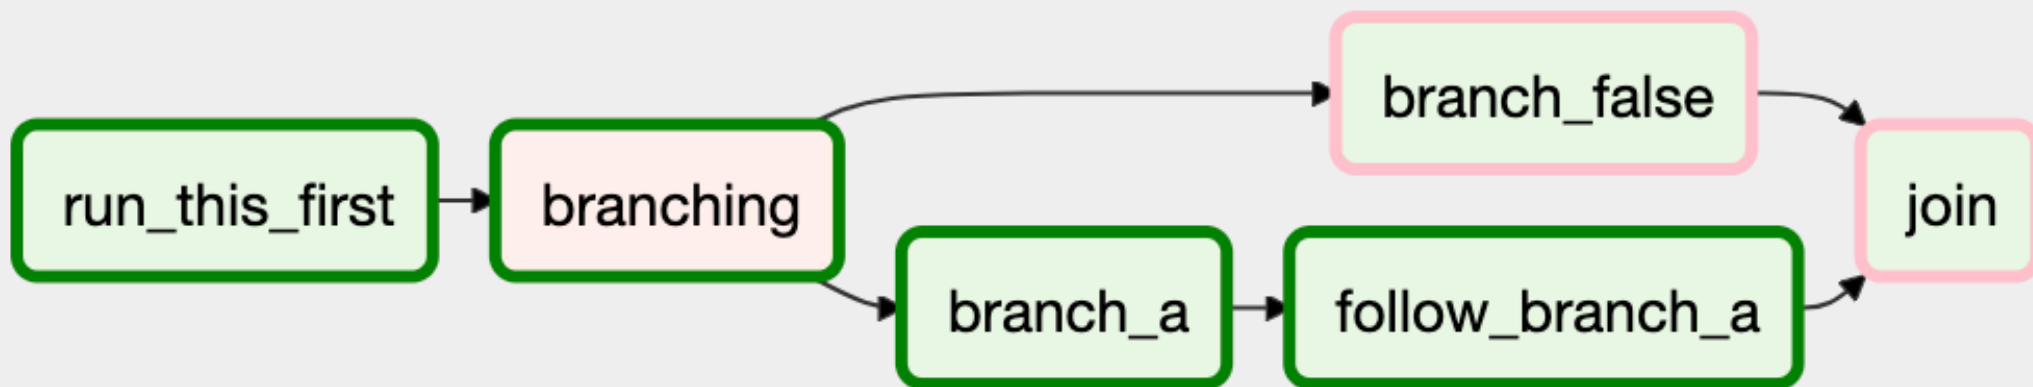 run_this_first
branching
branch_false
branch_a
follow_branch_a
join